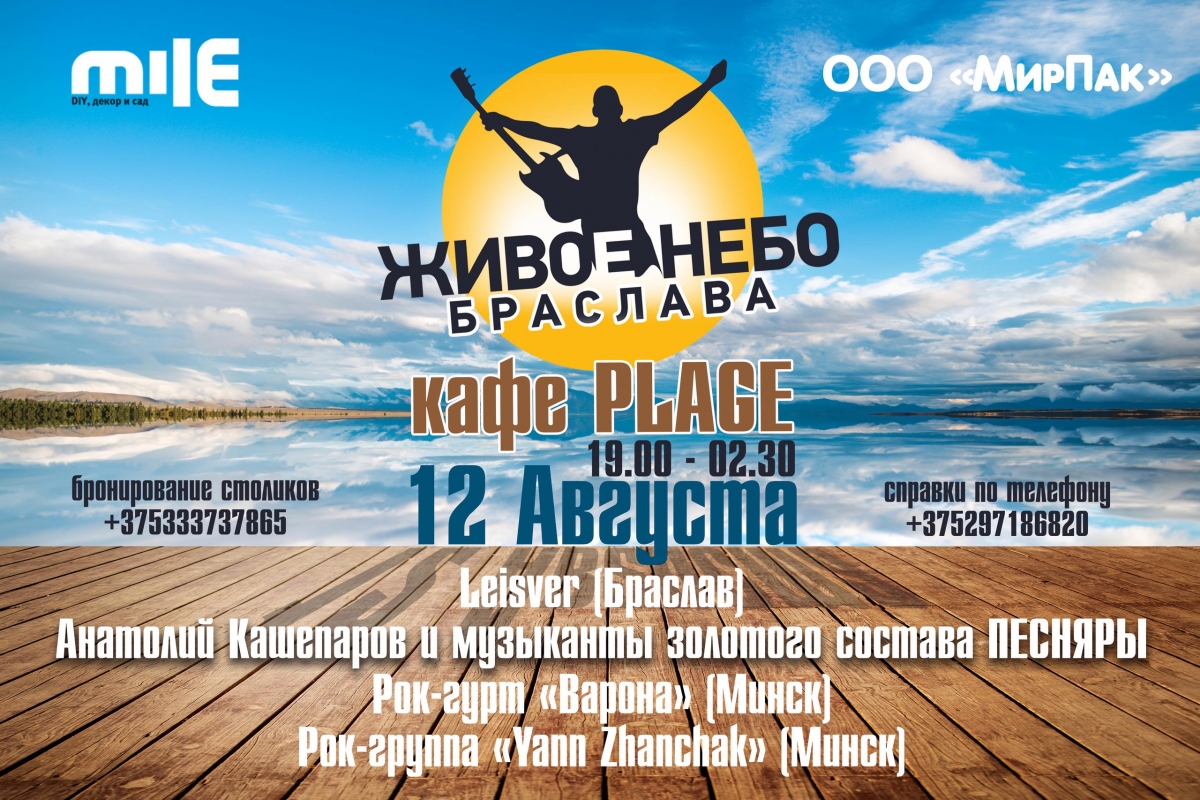 mile
DIY, декор и сад
ООО «МирПак»
ЖИВОЕ НЕБО
БРАСЛАВА
кафе PLAGE
19.00 - 02.30
12 Августа
бронирование столиков
+375333737865
справки по телефону
+375297186820
Leisver (Браслав)
Анатолий Кашепаров и музыканты золотого состава ПЕСНЯРЫ
Рок-гурт «Варона» (Минск)
Рок-группа «Yann Zhanchak» (Минск)